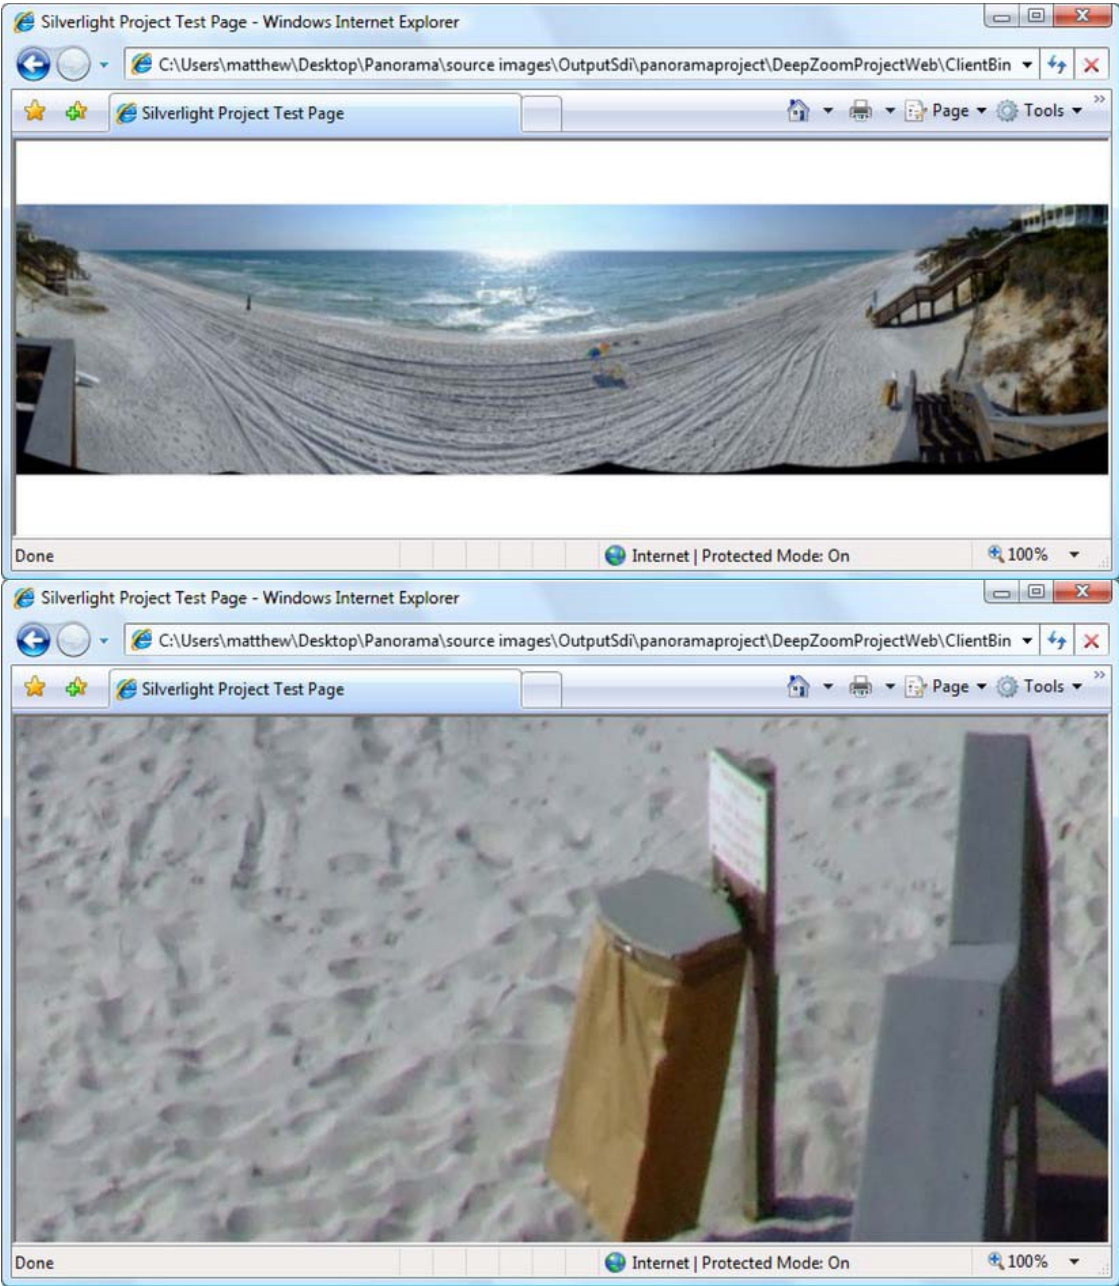 Silverlight Project Test Page - Windows Internet Explorer
C:\Users\matthew\Desktop\Panorama\source images\OutputSdi\panoramaproject\DeepZoomProjectWeb\ClientBin
Silverlight Project Test Page
Page
Tools
Done
Internet | Protected Mode: On
100%
Silverlight Project Test Page - Windows Internet Explorer
C:\Users\matthew\Desktop\Panorama\source images\OutputSdi\panoramaproject\DeepZoomProjectWeb\ClientBin
Silverlight Project Test Page
Page
Tools
Done
Internet | Protected Mode: On
100%